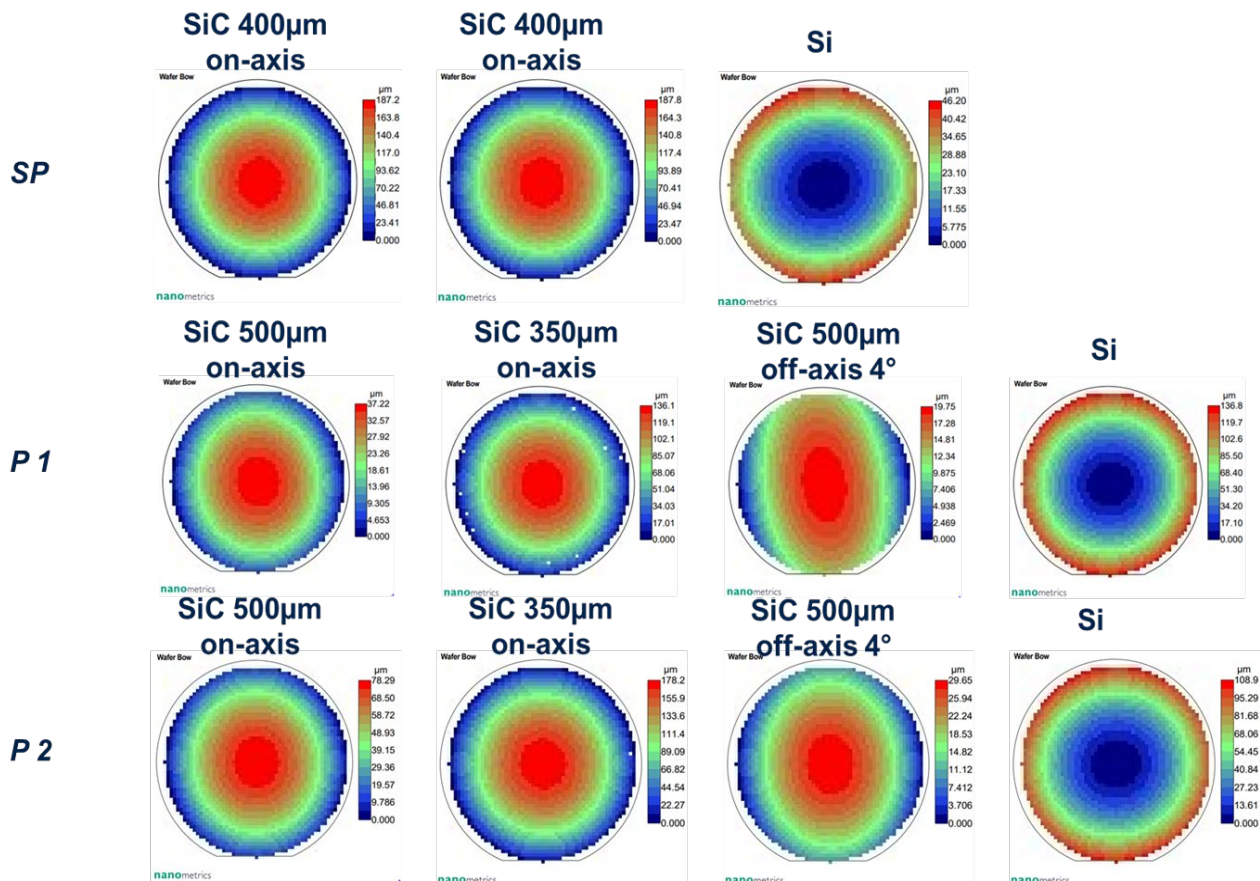 SiC 400µm
on-axis
SiC 400µm
on-axis
Si
SP
Wafer Bow
µm
187.2
163.8
140.4
117.0
93.62
70.22
46.81
23.41
0.000
nanometrics
Wafer Bow
µm
187.8
164.3
140.8
117.4
93.89
70.41
46.94
23.47
0.000
nanometrics
Wafer Bow
µm
46.20
40.42
34.65
28.88
23.10
17.33
11.55
5.775
0.000
nanometrics
SiC 500µm
on-axis
SiC 350µm
on-axis
SiC 500µm
off-axis 4°
Si
P 1
Wafer Bow
µm
37.22
32.57
27.92
23.26
18.61
13.96
9.305
4.653
0.000
nanometrics
Wafer Bow
µm
136.1
119.1
102.1
85.07
68.06
51.04
34.03
17.01
0.000
nanometrics
Wafer Bow
µm
19.75
17.28
14.81
12.34
9.875
7.406
4.938
2.469
0.000
nanometrics
Wafer Bow
µm
136.8
119.7
102.6
85.50
68.40
51.30
34.20
17.10
0.000
nanometrics
SiC 500µm
on-axis
SiC 350µm
on-axis
SiC 500µm
off-axis 4°
Si
P 2
Wafer Bow
µm
78.29
68.50
58.72
48.93
39.15
29.36
19.57
9.786
0.000
nanometrics
Wafer Bow
µm
178.2
155.9
133.6
111.4
89.09
66.82
44.54
22.27
0.000
nanometrics
Wafer Bow
µm
29.65
25.94
22.24
18.53
14.82
11.12
7.412
3.706
0.000
nanometrics
Wafer Bow
µm
108.9
95.29
81.68
68.06
54.45
40.84
27.23
13.61
0.000
nanometrics